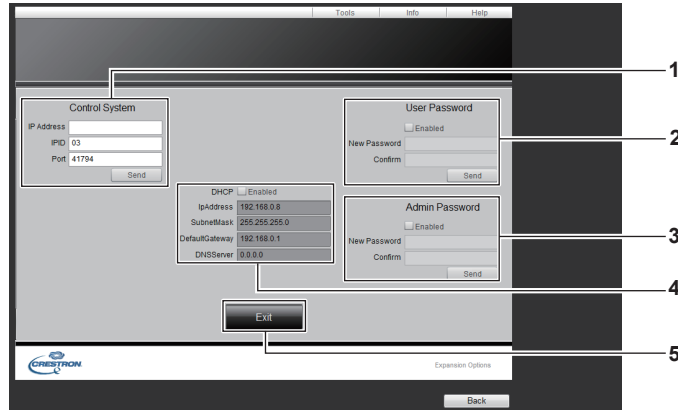 Tools Info Help
1
Control System
IP Address
IPID 03
Port 41794
Send
User Password
Enabled
New Password
Confirm
Send
2
DHCP Enabled
IpAddress 192.168.0.8
SubnetMask 255.255.255.0
DefaultGateway 192.168.0.1
DNSServer 0.0.0.0
Admin Password
Enabled
New Password
Confirm
Send
3
4
Exit
5
CRESTRON
Expansion Options
Back